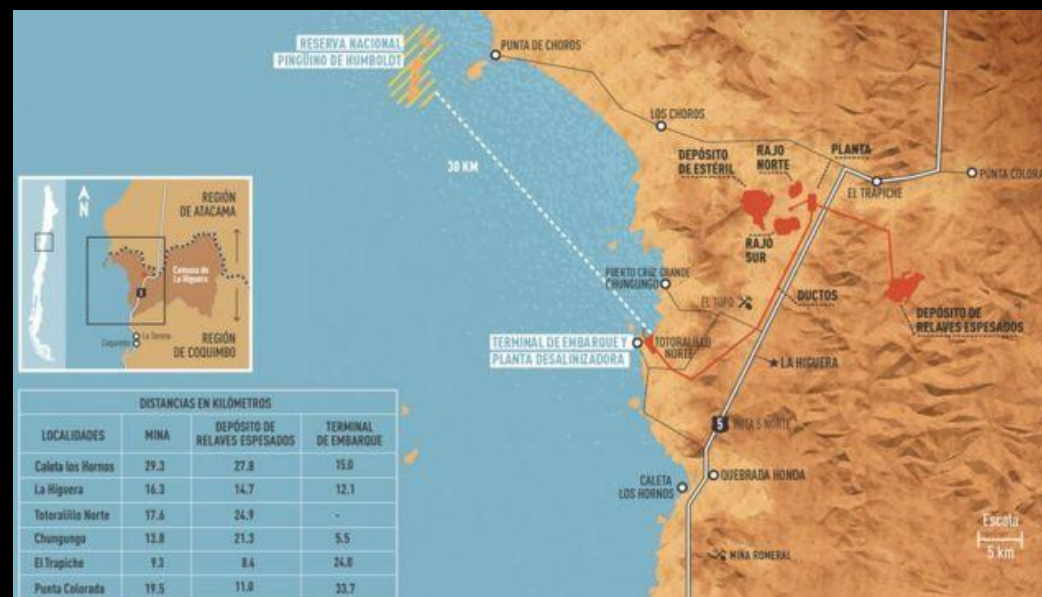 RESERVA NACIONAL
PINGÜINO DE HUMBOLDT
PUNTA DE CHOROS
LOS CHOROS
30 KM
DEPÓSITO
DE ESTÉRIL
RAJO
NORTE
PLANTA
EL TRAPICHE
PUNTA COLORA
RAJO
SUR
N
REGIÓN
DE ATACAMA
Comuna de
La Higuera
5
La Serena
Coquimbo
REGIÓN
DE COQUIMBO
PUERTO CRUZ GRANDE
CHUNGUNGO
EL TOFO
DUCTOS
DEPÓSITO DE
RELAVES ESPESADOS
TERMINAL DE EMBARQUE Y
PLANTA DESALINIZADORA
TOTORALILLO
NORTE
LA HIGUERA
5 RUTA 5 NORTE
CALETA
LOS HORNOS
QUEBRADA HONDA
MINA ROMERAL
Escala
5 km
DISTANCIAS EN KILÓMETROS
LOCALIDADES MINA DEPÓSITO DE RELAVES ESPESADOS TERMINAL DE EMBARQUE
Caleta los Hornos 29.3 27.8 15.0
La Higuera 16.3 14.7 12.1
Totoralillo Norte 17.6 24.9 -
Chungungo 13.8 21.3 5.5
El Trapiche 9.3 8.4 24.0
Punta Colorada 19.5 11.0 33.7